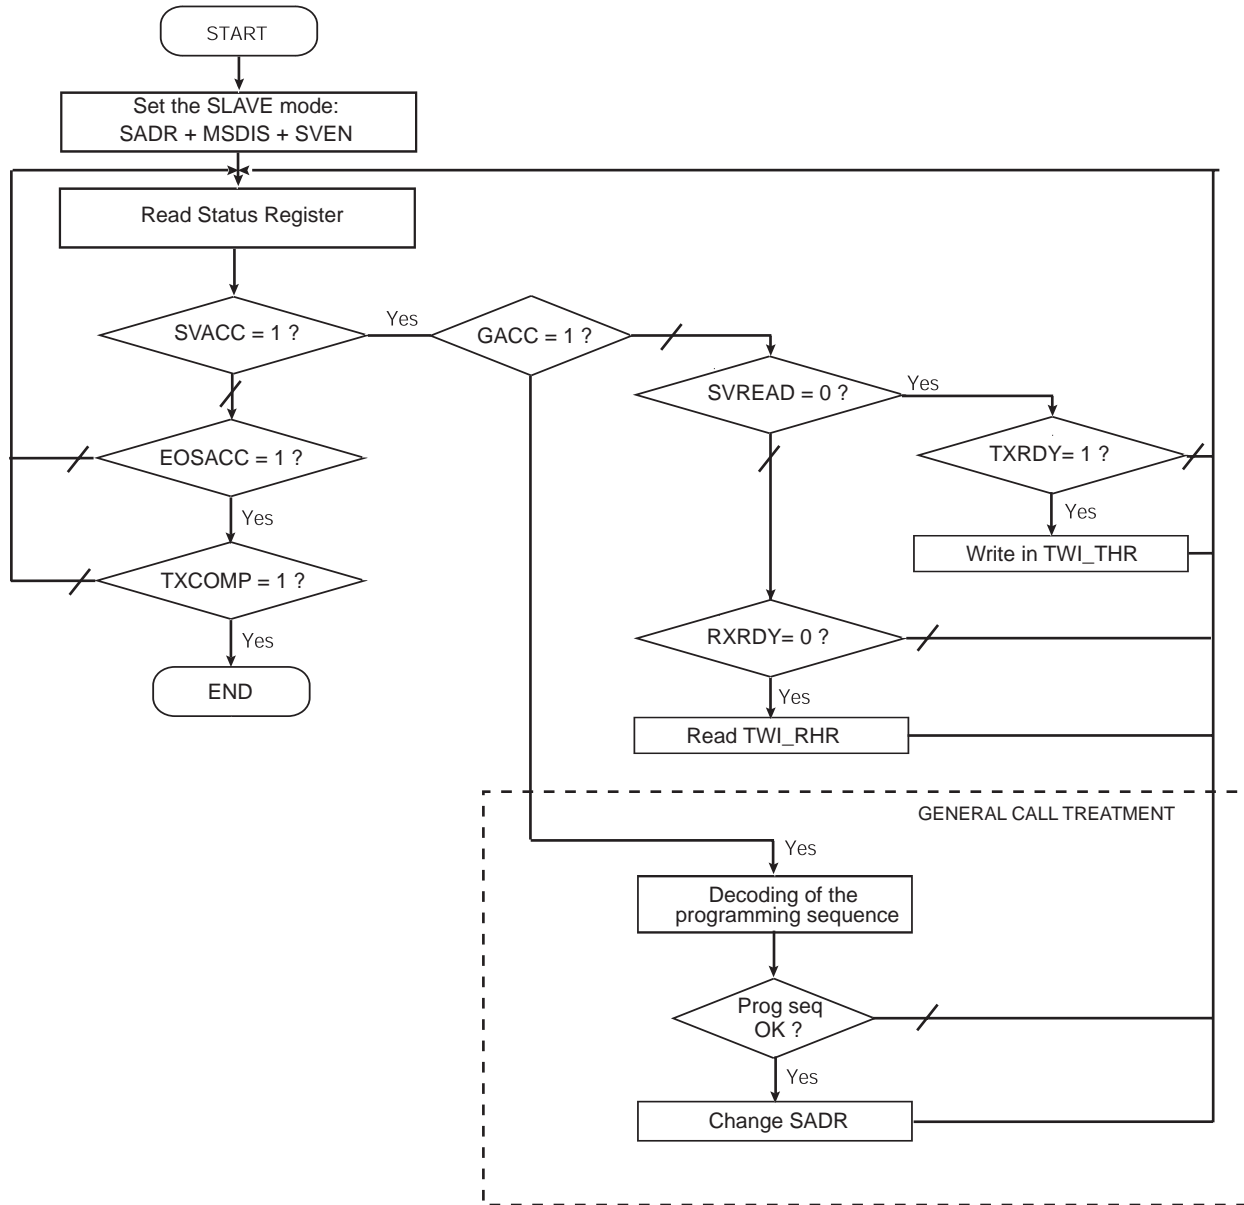 START
Set the SLAVE mode:
SADR + MSDIS + SVEN
Read Status Register
SVACC = 1 ?
Yes
GACC = 1 ?
SVREAD = 0 ?
Yes
EOSACC = 1 ?
TXRDY= 1 ?
Yes
Yes
Write in TWI_THR
TXCOMP = 1 ?
Yes
RXRDY= 0 ?
END
Yes
Read TWI_RHR
GENERAL CALL TREATMENT
Yes
Decoding of the
programming sequence
Prog seq
OK ?
Yes
Change SADR